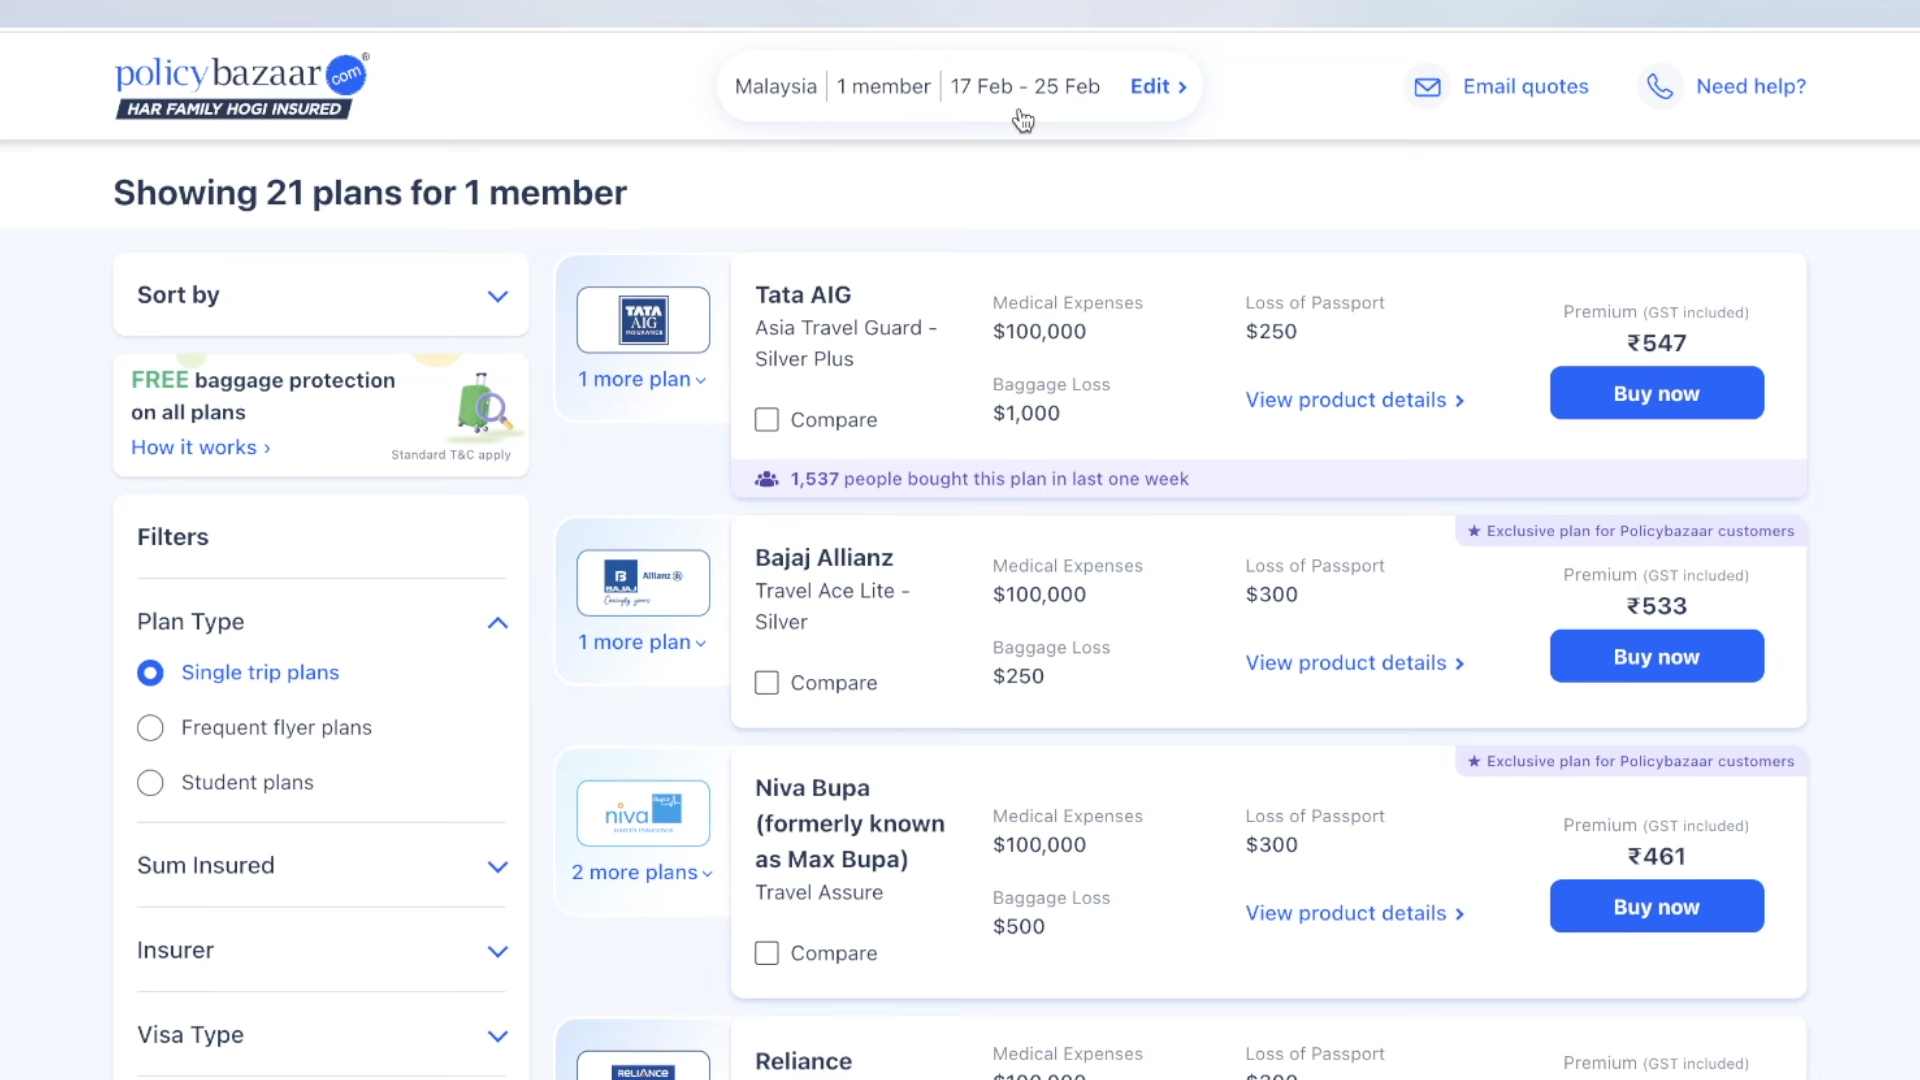 policybazaar com ®
HAR FAMILY HOGI INSURED
Malaysia 1 member 17 Feb - 25 Feb Edit ›
Email quotes
Need help?
Showing 21 plans for 1 member
Sort by
FREE baggage protection
on all plans
How it works ›
Standard T&C apply
Filters
Plan Type
Single trip plans
Frequent flyer plans
Student plans
Sum Insured
Insurer
Visa Type
TATA
AIG
INSURANCE
1 more plan
Tata AIG
Asia Travel Guard -
Silver Plus
Compare
Medical Expenses
$100,000
Baggage Loss
$1,000
Loss of Passport
$250
View product details ›
Premium (GST included)
₹547
Buy now
1,537 people bought this plan in last one week
B
BAJAJ
Allianz
1 more plan
★ Exclusive plan for Policybazaar customers
Bajaj Allianz
Travel Ace Lite -
Silver
Compare
Medical Expenses
$100,000
Baggage Loss
$250
Loss of Passport
$300
View product details ›
Premium (GST included)
₹533
Buy now
niva
Bupa
HEALTH INSURANCE
2 more plans
★ Exclusive plan for Policybazaar customers
Niva Bupa
(formerly known
as Max Bupa)
Travel Assure
Compare
Medical Expenses
$100,000
Baggage Loss
$500
Loss of Passport
$300
View product details ›
Premium (GST included)
₹461
Buy now
RELIANCE
Reliance
Medical Expenses
Loss of Passport
Premium (GST included)